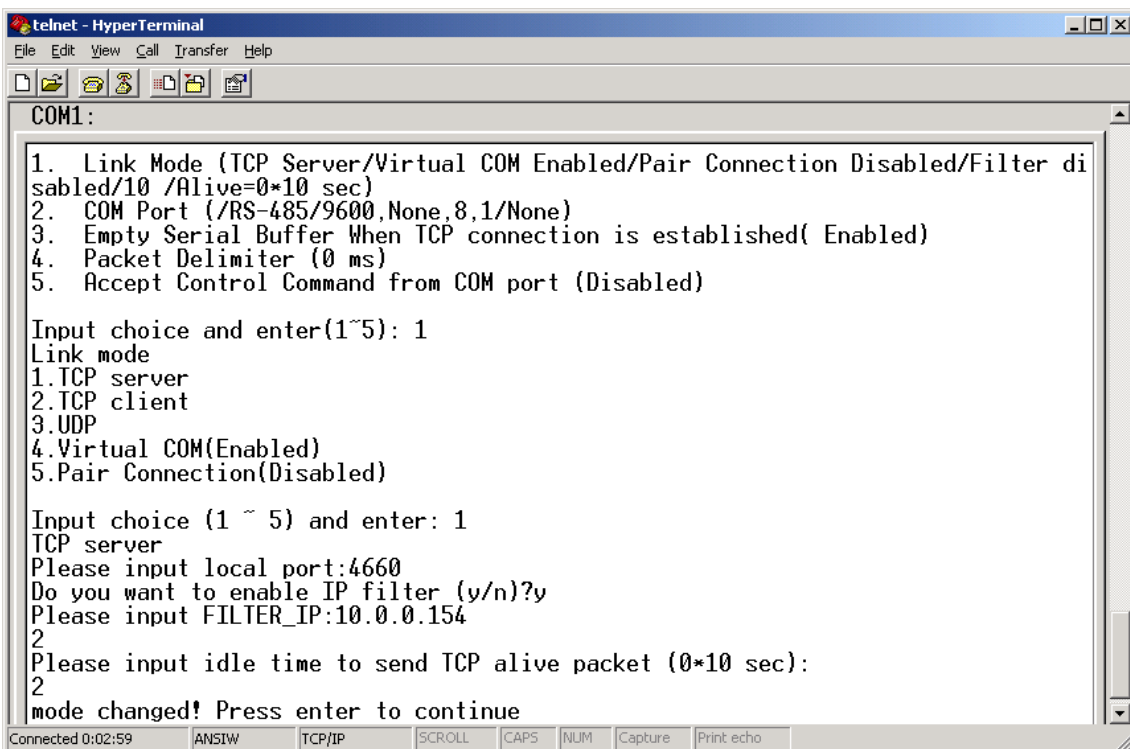 telnet - HyperTerminal
File Edit View Call Transfer Help
COM1:
1.  Link Mode (TCP Server/Virtual COM Enabled/Pair Connection Disabled/Filter di
sabled/10 /Alive=0*10 sec)
2.  COM Port (/RS-485/9600,None,8,1/None)
3.  Empty Serial Buffer When TCP connection is established( Enabled)
4.  Packet Delimiter (0 ms)
5.  Accept Control Command from COM port (Disabled)
Input choice and enter(1~5): 1
Link mode
1.TCP server
2.TCP client
3.UDP
4.Virtual COM(Enabled)
5.Pair Connection(Disabled)
Input choice (1 ~ 5) and enter: 1
TCP server
Please input local port:4660
Do you want to enable IP filter (y/n)?y
Please input FILTER_IP:10.0.0.154
2
Please input idle time to send TCP alive packet (0*10 sec):
2
mode changed! Press enter to continue
Connected 0:02:59 ANSIW TCP/IP SCROLL CAPS NUM Capture Print echo